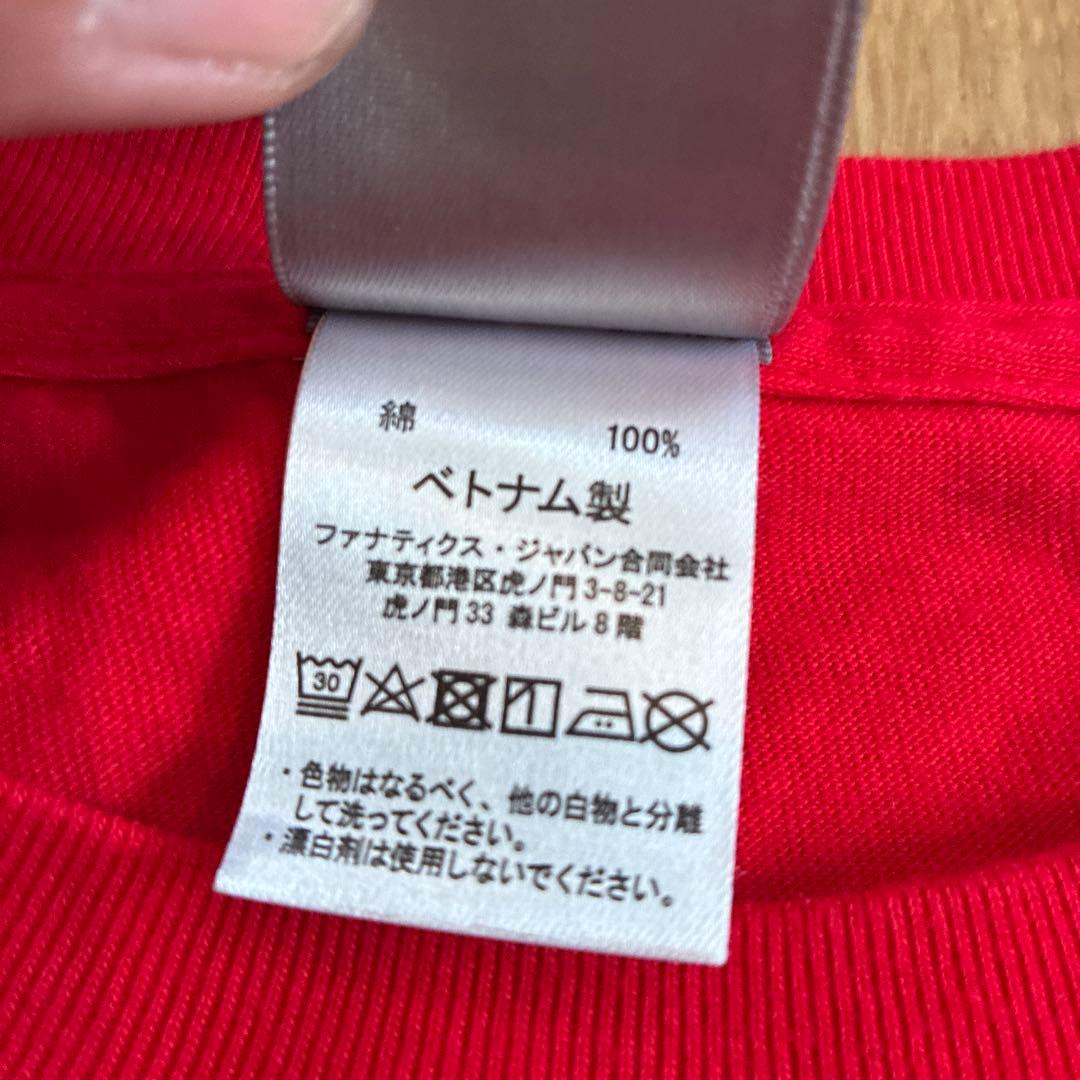 綿 100%
ベトナム製
ファナティクス・ジャパン合同会社
東京都港区虎ノ門3-8-21
虎ノ門33 森ビル8階
30
・色物はなるべく、他の白物と分離
して洗ってください。
・漂白剤は使用しないでください。